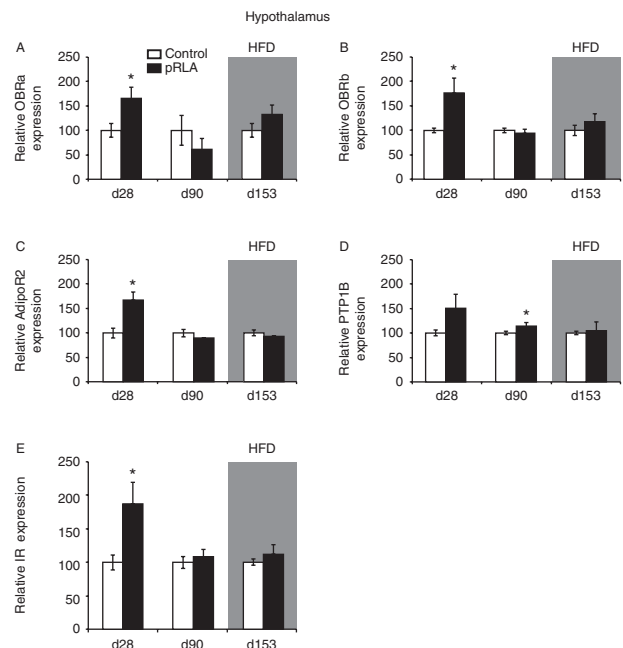 Hypothalamus
A
HFD
Control
pRLA
Relative OBRa
expression
250
200
150
100
50
0
*
d28
d90
d153
B
HFD
Relative OBRb
expression
250
200
150
100
50
0
*
d28
d90
d153
C
HFD
Relative AdipoR2
expression
250
200
150
100
50
0
*
d28
d90
d153
D
HFD
Relative PTP1B
expression
250
200
150
100
50
0
*
d28
d90
d153
E
HFD
Relative IR expression
250
200
150
100
50
0
*
d28
d90
d153